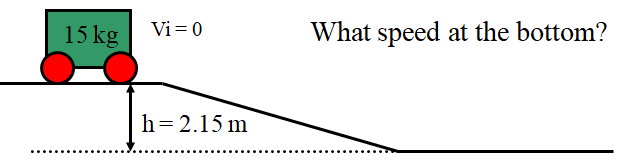 15 kg
Vi = 0
What speed at the bottom?
h = 2.15 m